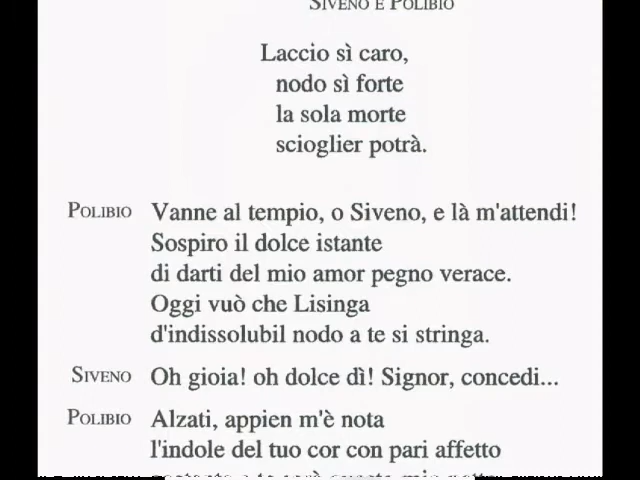 SIVENO E POLIBIO
Laccio sì caro,
nodo sì forte
la sola morte
scioglier potrà.
POLIBIO Vanne al tempio, o Siveno, e là m'attendi!
Sospiro il dolce istante
di darti del mio amor pegno verace.
Oggi vuò che Lisinga
d'indissolubil nodo a te si stringa.
SIVENO Oh gioia! oh dolce dì! Signor, concedi...
POLIBIO Alzati, appien m'è nota
l'indole del tuo cor con pari affetto